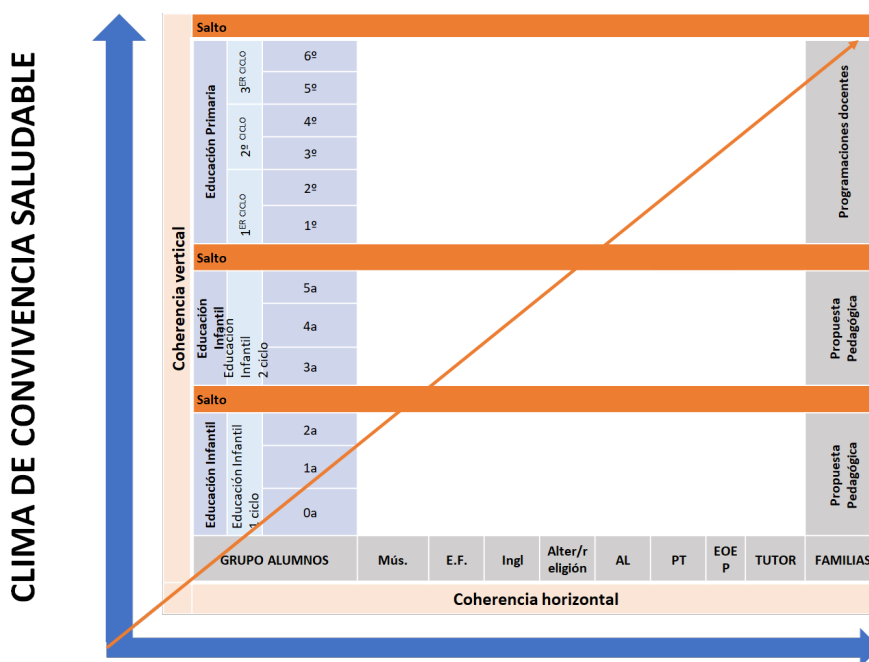 CLIMA DE CONVIVENCIA SALUDABLE
Coherencia vertical
Salto
Educación Primaria
3ER CICLO
6º
5º
2º CICLO
4º
3º
1ER CICLO
2º
1º
Programaciones docentes
Salto
Educación
Infantil
Educación
Infantil
2 ciclo
5a
4a
3a
Propuesta
Pedagógica
Salto
Educación Infantil
Educación Infantil
1 ciclo
2a
1a
0a
Propuesta
Pedagógica
GRUPO ALUMNOS
Mús.
E.F.
Ingl
Alter/r
eligión
AL
PT
EOE
P
TUTOR
FAMILIAS
Coherencia horizontal